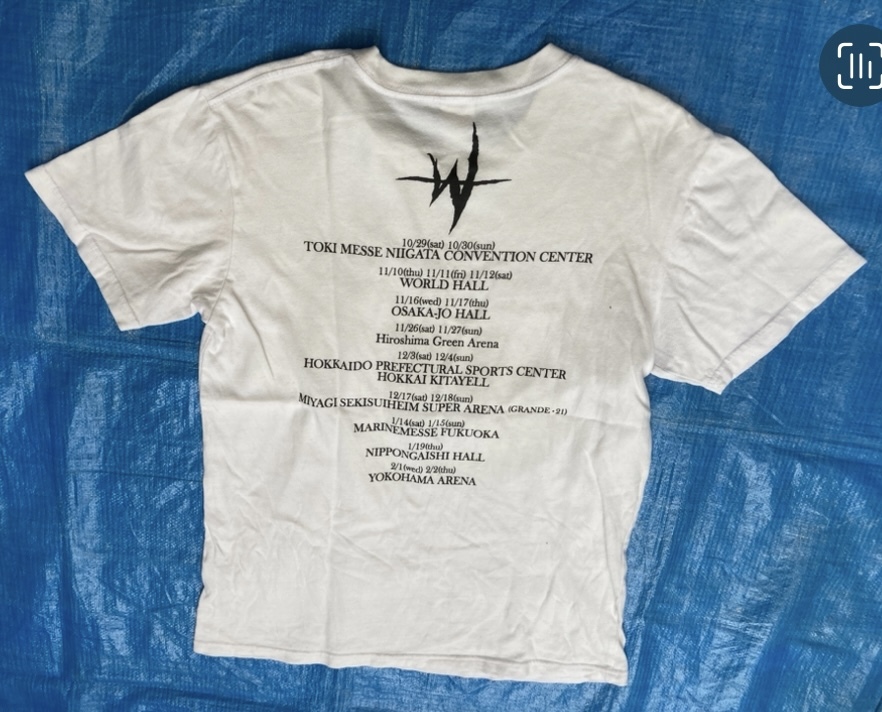 W
10/29(sat) 10/30(sun)
TOKI MESSE NIIGATA CONVENTION CENTER
11/10(thu) 11/11(fri) 11/12(sat)
WORLD HALL
11/16(wed) 11/17(thu)
OSAKA-JO HALL
11/26(sat) 11/27(sun)
Hiroshima Green Arena
12/3(sat) 12/4(sun)
HOKKAIDO PREFECTURAL SPORTS CENTER
HOKKAI KITAYELL
12/17(sat) 12/18(sun)
MIYAGI SEKISUIHEIM SUPER ARENA (GRANDE・21)
1/14(sat) 1/15(sun)
MARINEMESSE FUKUOKA
1/19(thu)
NIPPONGAISHI HALL
2/1(wed) 2/2(thu)
YOKOHAMA ARENA